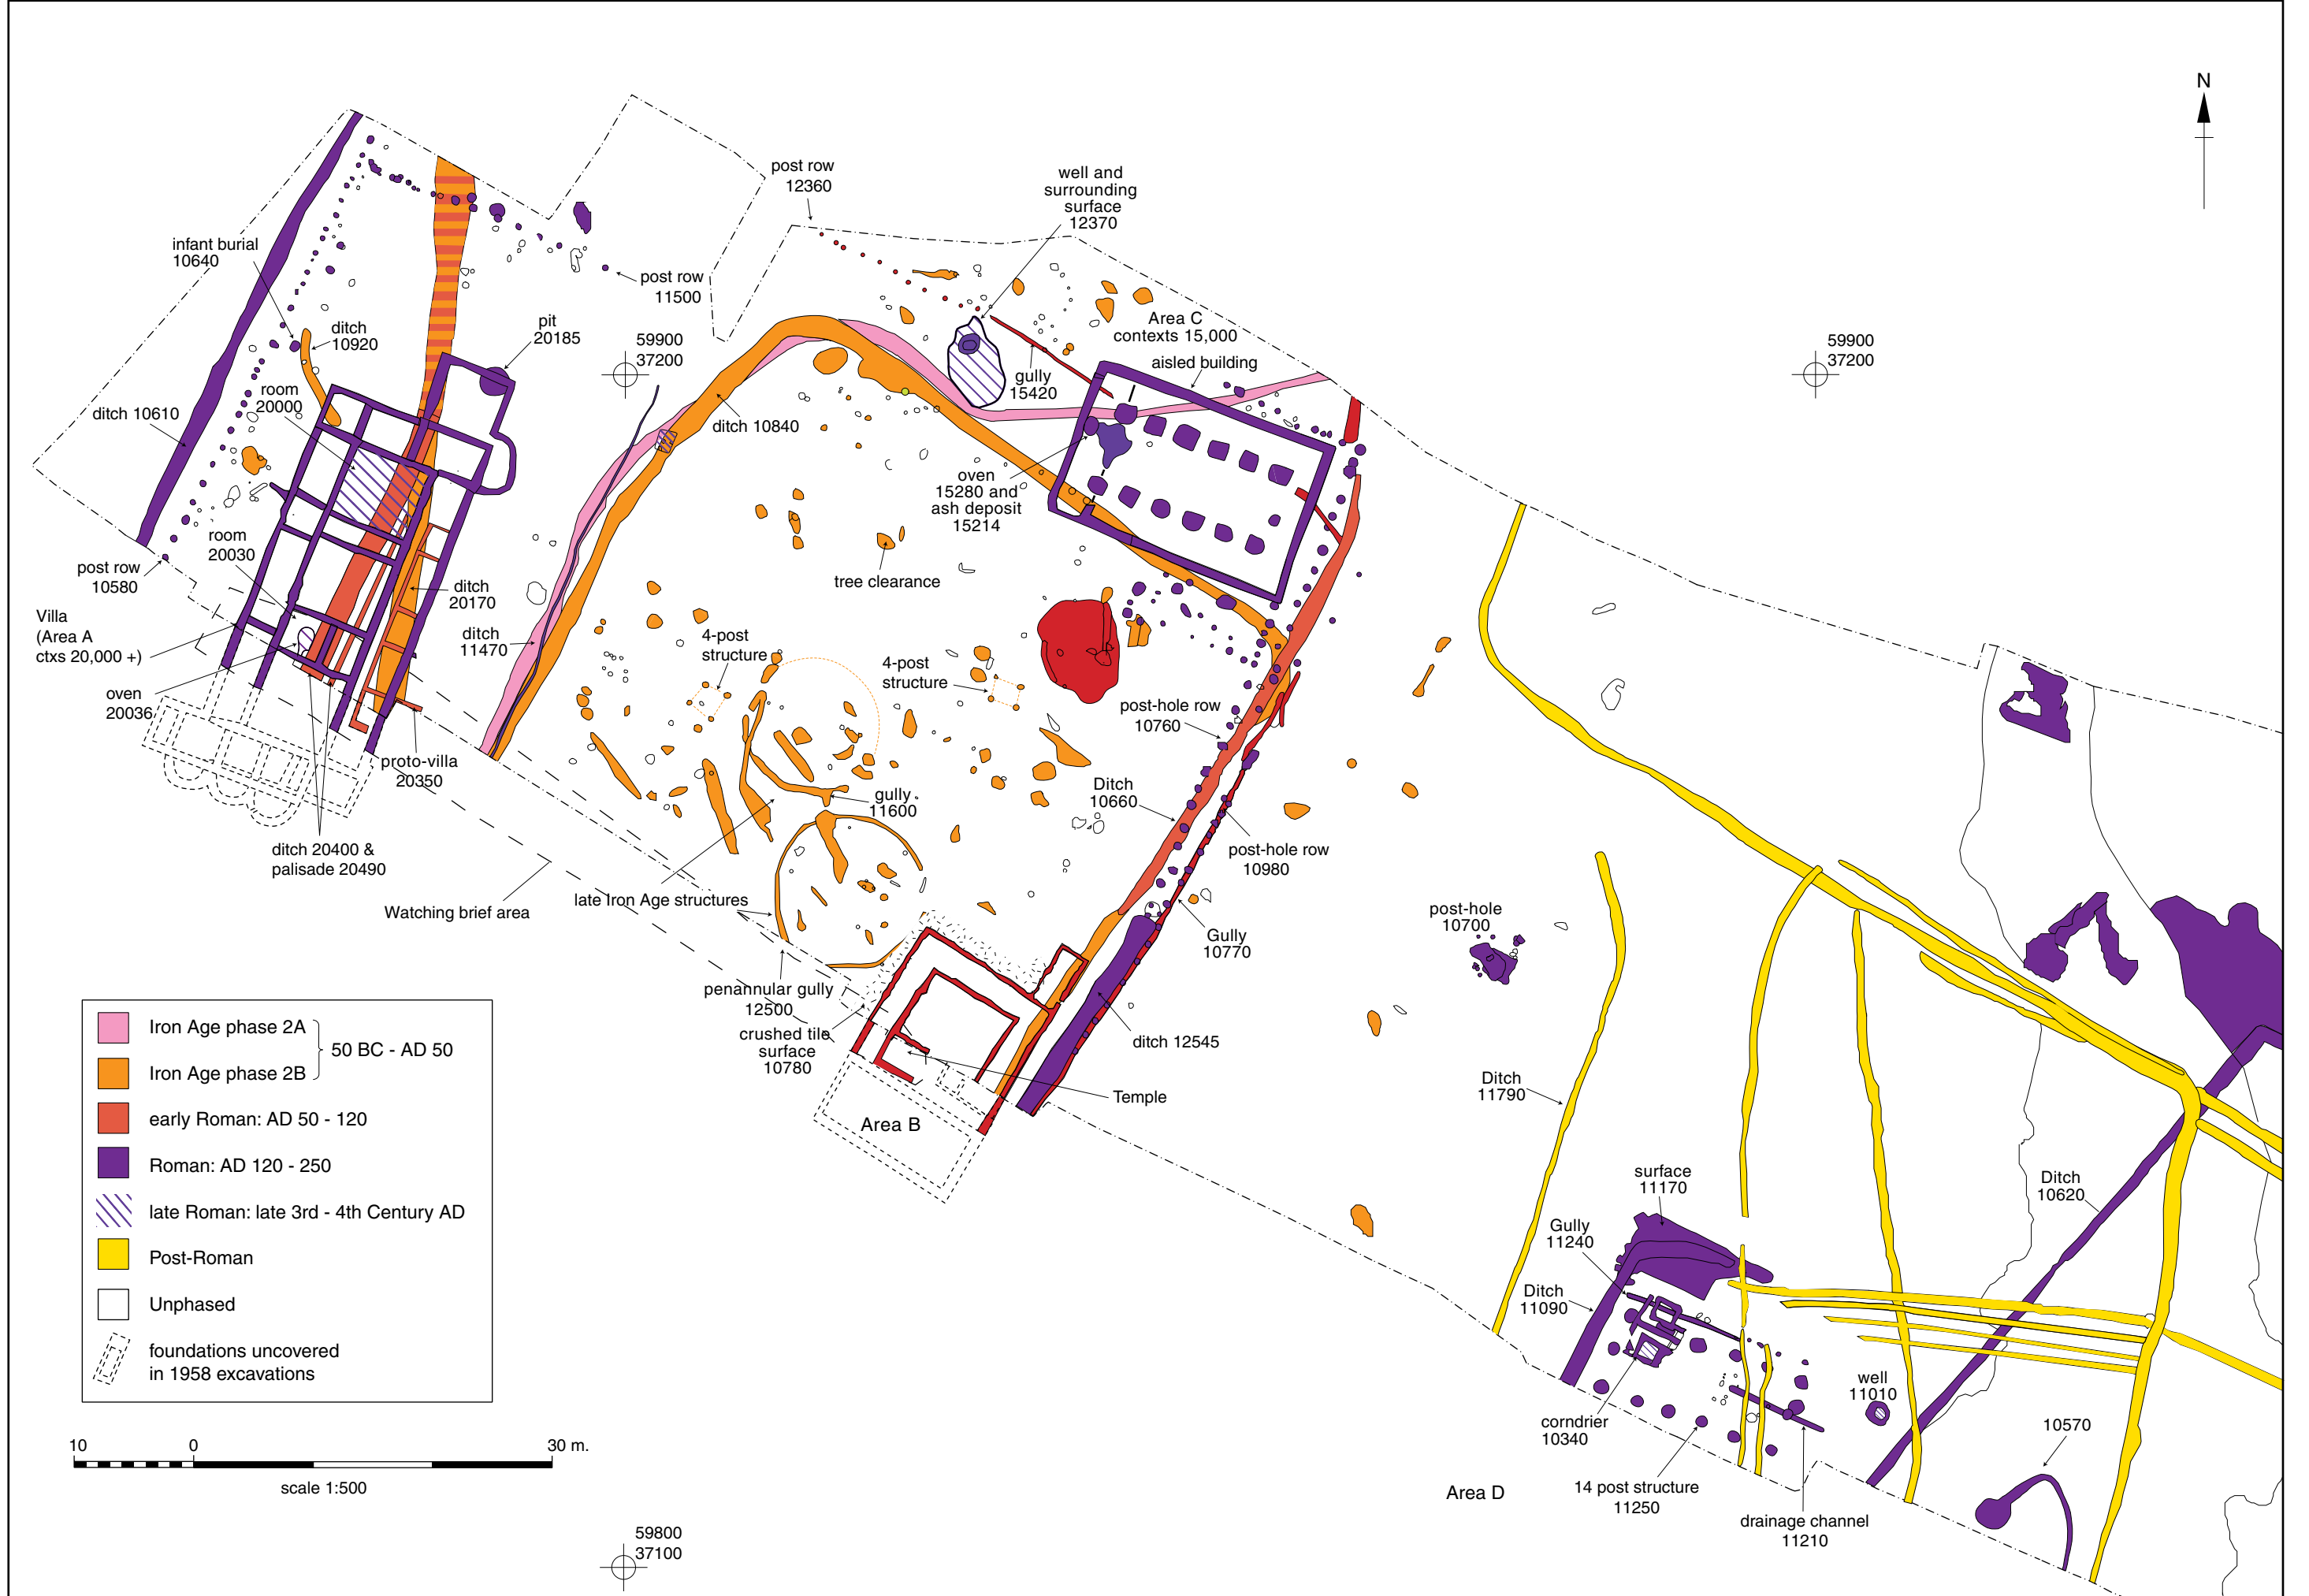 N
post row
12360
well and
surrounding
surface
12370
infant burial
10640
post row
11500
ditch
10920
pit
20185
59900
37200
Area C
contexts 15,000
aisled building
59900
37200
gully
15420
room
20000
ditch 10610
ditch 10840
oven
15280 and
ash deposit
15214
room
20030
post row
10580
tree clearance
ditch
20170
Villa
(Area A
ctxs 20,000 +)
ditch
11470
4-post
structure
4-post
structure
oven
20036
post-hole row
10760
proto-villa
20350
Ditch
10660
gully
11600
ditch 20400 &
palisade 20490
post-hole row
10980
Watching brief area
late Iron Age structures
post-hole
10700
Gully
10770
penannular gully
12500
crushed tile
surface
10780
ditch 12545
Temple
Area B
Ditch
11790
Iron Age phase 2A
50 BC - AD 50
Iron Age phase 2B
early Roman: AD 50 - 120
Roman: AD 120 - 250
late Roman: late 3rd - 4th Century AD
Post-Roman
Unphased
foundations uncovered
in 1958 excavations
surface
11170
Ditch
10620
Gully
11240
Ditch
11090
well
11010
corndrier
10340
10570
14 post structure
11250
Area D
drainage channel
11210
10 0 30 m.
scale 1:500
59800
37100